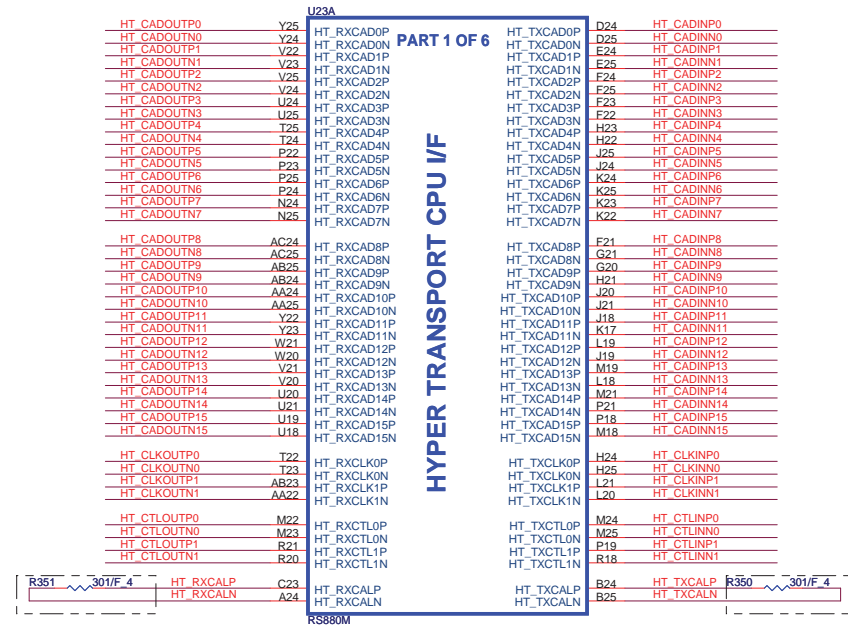 U23A
PART 1 OF 6
HYPER TRANSPORT CPU I/F
HT_CADOUTP0 Y25 HT_RXCAD0P HT_TXCAD0P D24 HT_CADINP0
HT_CADOUTN0 Y24 HT_RXCAD0N HT_TXCAD0N D25 HT_CADINN0
HT_CADOUTP1 V22 HT_RXCAD1P HT_TXCAD1P E24 HT_CADINP1
HT_CADOUTN1 V23 HT_RXCAD1N HT_TXCAD1N E25 HT_CADINN1
HT_CADOUTP2 V25 HT_RXCAD2P HT_TXCAD2P F24 HT_CADINP2
HT_CADOUTN2 V24 HT_RXCAD2N HT_TXCAD2N F25 HT_CADINN2
HT_CADOUTP3 U24 HT_RXCAD3P HT_TXCAD3P F23 HT_CADINP3
HT_CADOUTN3 U25 HT_RXCAD3N HT_TXCAD3N F22 HT_CADINN3
HT_CADOUTP4 T25 HT_RXCAD4P HT_TXCAD4P H23 HT_CADINP4
HT_CADOUTN4 T24 HT_RXCAD4N HT_TXCAD4N H22 HT_CADINN4
HT_CADOUTP5 P22 HT_RXCAD5P HT_TXCAD5P J25 HT_CADINP5
HT_CADOUTN5 P23 HT_RXCAD5N HT_TXCAD5N J24 HT_CADINN5
HT_CADOUTP6 P25 HT_RXCAD6P HT_TXCAD6P K24 HT_CADINP6
HT_CADOUTN6 P24 HT_RXCAD6N HT_TXCAD6N K25 HT_CADINN6
HT_CADOUTP7 N24 HT_RXCAD7P HT_TXCAD7P K23 HT_CADINP7
HT_CADOUTN7 N25 HT_RXCAD7N HT_TXCAD7N K22 HT_CADINN7
HT_CADOUTP8 AC24 HT_RXCAD8P HT_TXCAD8P F21 HT_CADINP8
HT_CADOUTN8 AC25 HT_RXCAD8N HT_TXCAD8N G21 HT_CADINN8
HT_CADOUTP9 AB25 HT_RXCAD9P HT_TXCAD9P G20 HT_CADINP9
HT_CADOUTN9 AB24 HT_RXCAD9N HT_TXCAD9N H21 HT_CADINN9
HT_CADOUTP10 AA24 HT_RXCAD10P HT_TXCAD10P J20 HT_CADINP10
HT_CADOUTN10 AA25 HT_RXCAD10N HT_TXCAD10N J21 HT_CADINN10
HT_CADOUTP11 Y22 HT_RXCAD11P HT_TXCAD11P J18 HT_CADINP11
HT_CADOUTN11 Y23 HT_RXCAD11N HT_TXCAD11N K17 HT_CADINN11
HT_CADOUTP12 W21 HT_RXCAD12P HT_TXCAD12P L19 HT_CADINP12
HT_CADOUTN12 W20 HT_RXCAD12N HT_TXCAD12N J19 HT_CADINN12
HT_CADOUTP13 V21 HT_RXCAD13P HT_TXCAD13P M19 HT_CADINP13
HT_CADOUTN13 V20 HT_RXCAD13N HT_TXCAD13N L18 HT_CADINN13
HT_CADOUTP14 U20 HT_RXCAD14P HT_TXCAD14P M21 HT_CADINP14
HT_CADOUTN14 U21 HT_RXCAD14N HT_TXCAD14N P21 HT_CADINN14
HT_CADOUTP15 U19 HT_RXCAD15P HT_TXCAD15P P18 HT_CADINP15
HT_CADOUTN15 U18 HT_RXCAD15N HT_TXCAD15N M18 HT_CADINN15
HT_CLKOUTP0 T22 HT_RXCLK0P HT_TXCLK0P H24 HT_CLKINP0
HT_CLKOUTN0 T23 HT_RXCLK0N HT_TXCLK0N H25 HT_CLKINN0
HT_CLKOUTP1 AB23 HT_RXCLK1P HT_TXCLK1P L21 HT_CLKINP1
HT_CLKOUTN1 AA22 HT_RXCLK1N HT_TXCLK1N L20 HT_CLKINN1
HT_CTLOUTP0 M22 HT_RXCTL0P HT_TXCTL0P M24 HT_CTLINP0
HT_CTLOUTN0 M23 HT_RXCTL0N HT_TXCTL0N M25 HT_CTLINN0
HT_CTLOUTP1 R21 HT_RXCTL1P HT_TXCTL1P P19 HT_CTLINP1
HT_CTLOUTN1 R20 HT_RXCTL1N HT_TXCTL1N R18 HT_CTLINN1
R351 301/F_4 HT_RXCALP C23 HT_RXCALP HT_TXCALP B24 HT_TXCALP R350 301/F_4
HT_RXCALN A24 HT_RXCALN HT_TXCALN B25 HT_TXCALN
RS880M